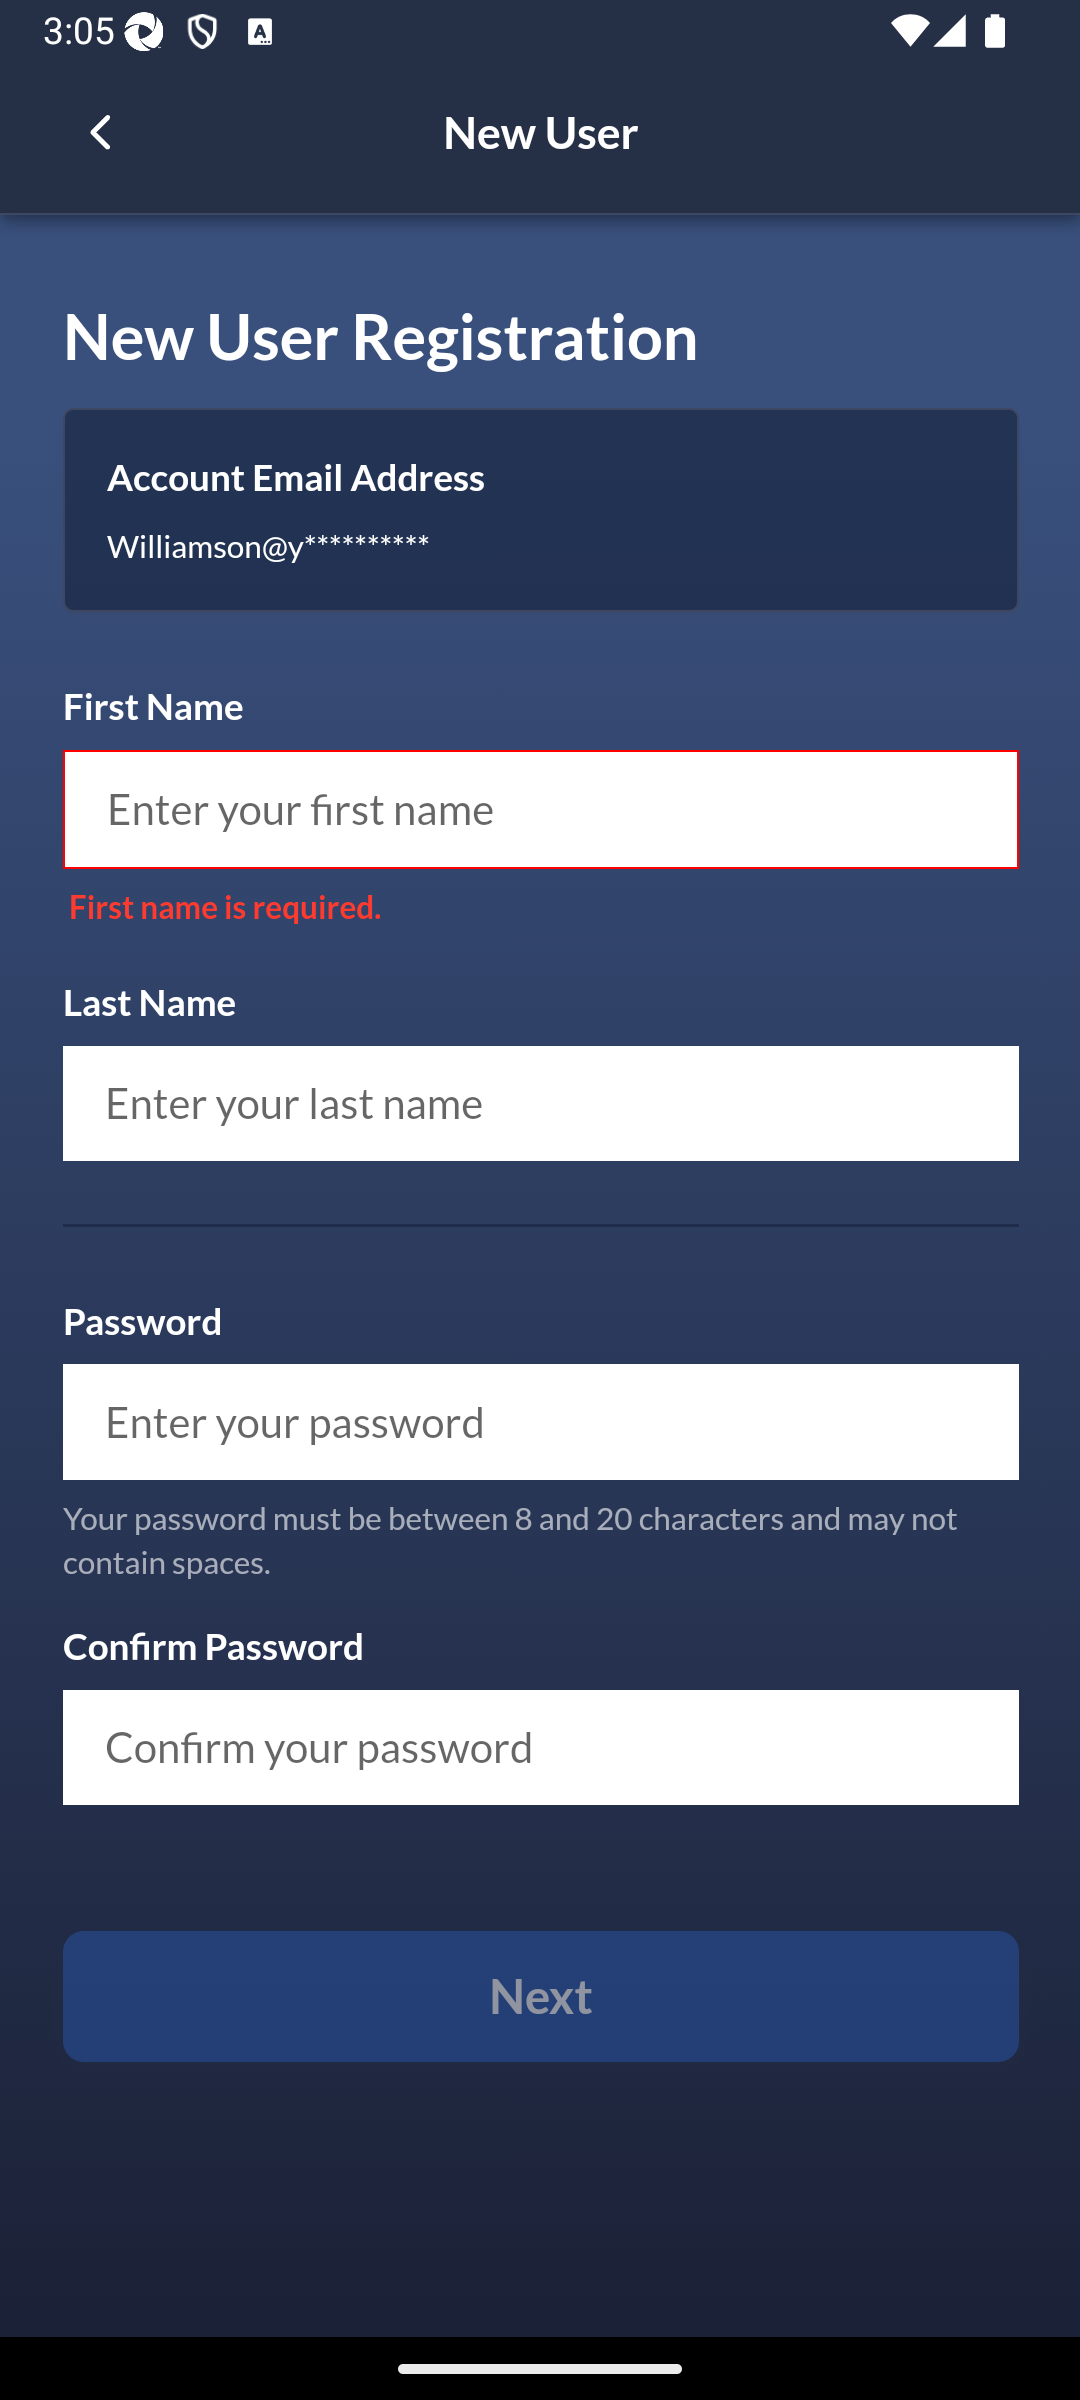 3:05
New User
New User Registration
Account Email Address
Williamson@y**********
First Name
Enter your first name
First name is required.
Last Name
Enter your last name
Password
Enter your password
Your password must be between 8 and 20 characters and may not
contain spaces.
Confirm Password
Confirm your password
Next